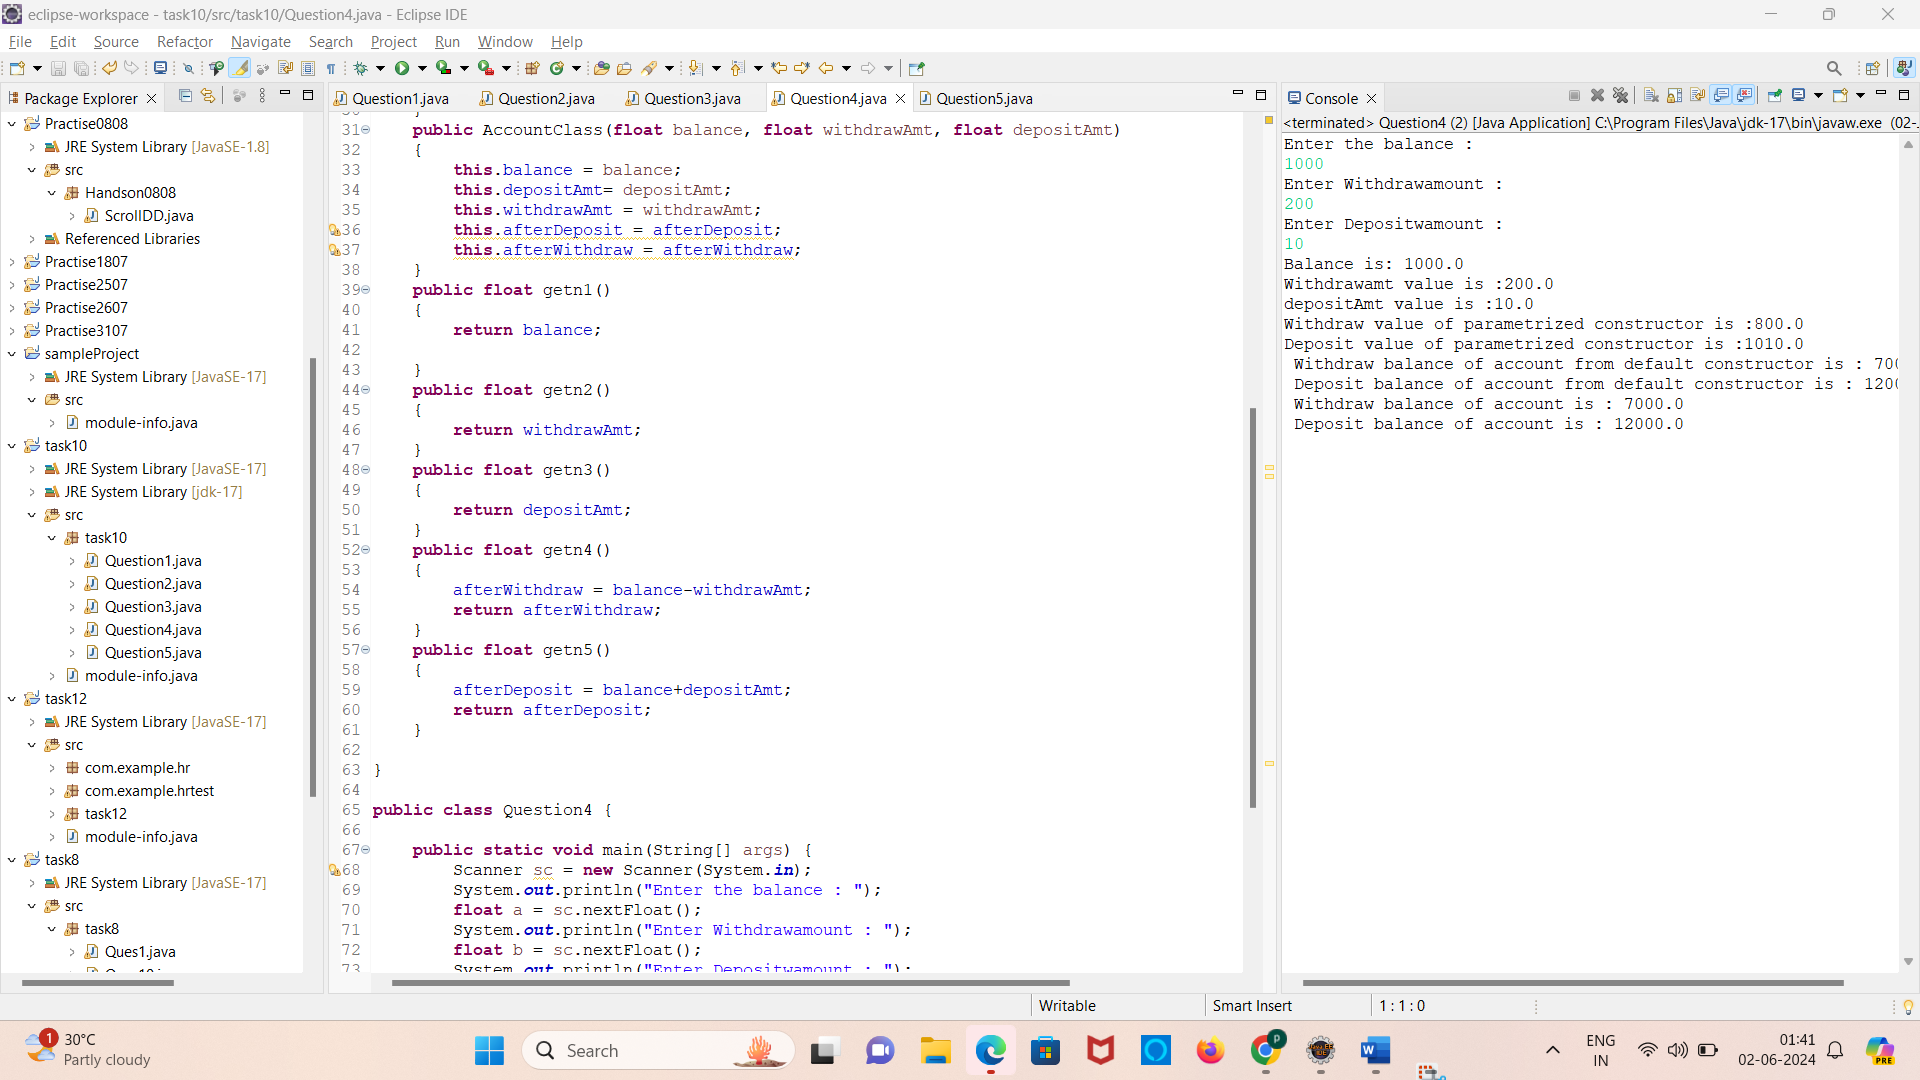 eclipse-workspace - task10/src/task10/Question4.java - Eclipse IDE
File Edit Source Refactor Navigate Search Project Run Window Help
Package Explorer
Practise0808
JRE System Library [JavaSE-1.8]
src
Handson0808
ScrollDD.java
Referenced Libraries
Practise1807
Practise2507
Practise2607
Practise3107
sampleProject
JRE System Library [JavaSE-17]
src
module-info.java
task10
JRE System Library [JavaSE-17]
JRE System Library [jdk-17]
src
task10
Question1.java
Question2.java
Question3.java
Question4.java
Question5.java
module-info.java
task12
JRE System Library [JavaSE-17]
src
com.example.hr
com.example.hrtest
task12
module-info.java
task8
JRE System Library [JavaSE-17]
src
task8
Ques1.java
Question1.java Question2.java Question3.java Question4.java Question5.java
31 public AccountClass(float balance, float withdrawAmt, float depositAmt)
32 {
33 this.balance = balance;
34 this.depositAmt= depositAmt;
35 this.withdrawAmt = withdrawAmt;
36 this.afterDeposit = afterDeposit;
37 this.afterWithdraw = afterWithdraw;
38 }
39 public float getn1()
40 {
41 return balance;
42
43 }
44 public float getn2()
45 {
46 return withdrawAmt;
47 }
48 public float getn3()
49 {
50 return depositAmt;
51 }
52 public float getn4()
53 {
54 afterWithdraw = balance-withdrawAmt;
55 return afterWithdraw;
56 }
57 public float getn5()
58 {
59 afterDeposit = balance+depositAmt;
60 return afterDeposit;
61 }
62
63 }
64
65 public class Question4 {
66
67 public static void main(String[] args) {
68 Scanner sc = new Scanner(System.in);
69 System.out.println("Enter the balance : ");
70 float a = sc.nextFloat();
71 System.out.println("Enter Withdrawamount : ");
72 float b = sc.nextFloat();
73 System.out.println("Enter Depositwamount : ");
Console
<terminated> Question4 (2) [Java Application] C:\Program Files\Java\jdk-17\bin\javaw.exe (02-
Enter the balance :
1000
Enter Withdrawamount :
200
Enter Depositwamount :
10
Balance is: 1000.0
Withdrawamt value is :200.0
depositAmt value is :10.0
Withdraw value of parametrized constructor is :800.0
Deposit value of parametrized constructor is :1010.0
Withdraw balance of account from default constructor is : 700
Deposit balance of account from default constructor is : 1200
Withdraw balance of account is : 7000.0
Deposit balance of account is : 12000.0
Writable Smart Insert 1 : 1 : 0
1
30°C
Partly cloudy
Search
P
W
PRE
ENG
IN
01:41
02-06-2024